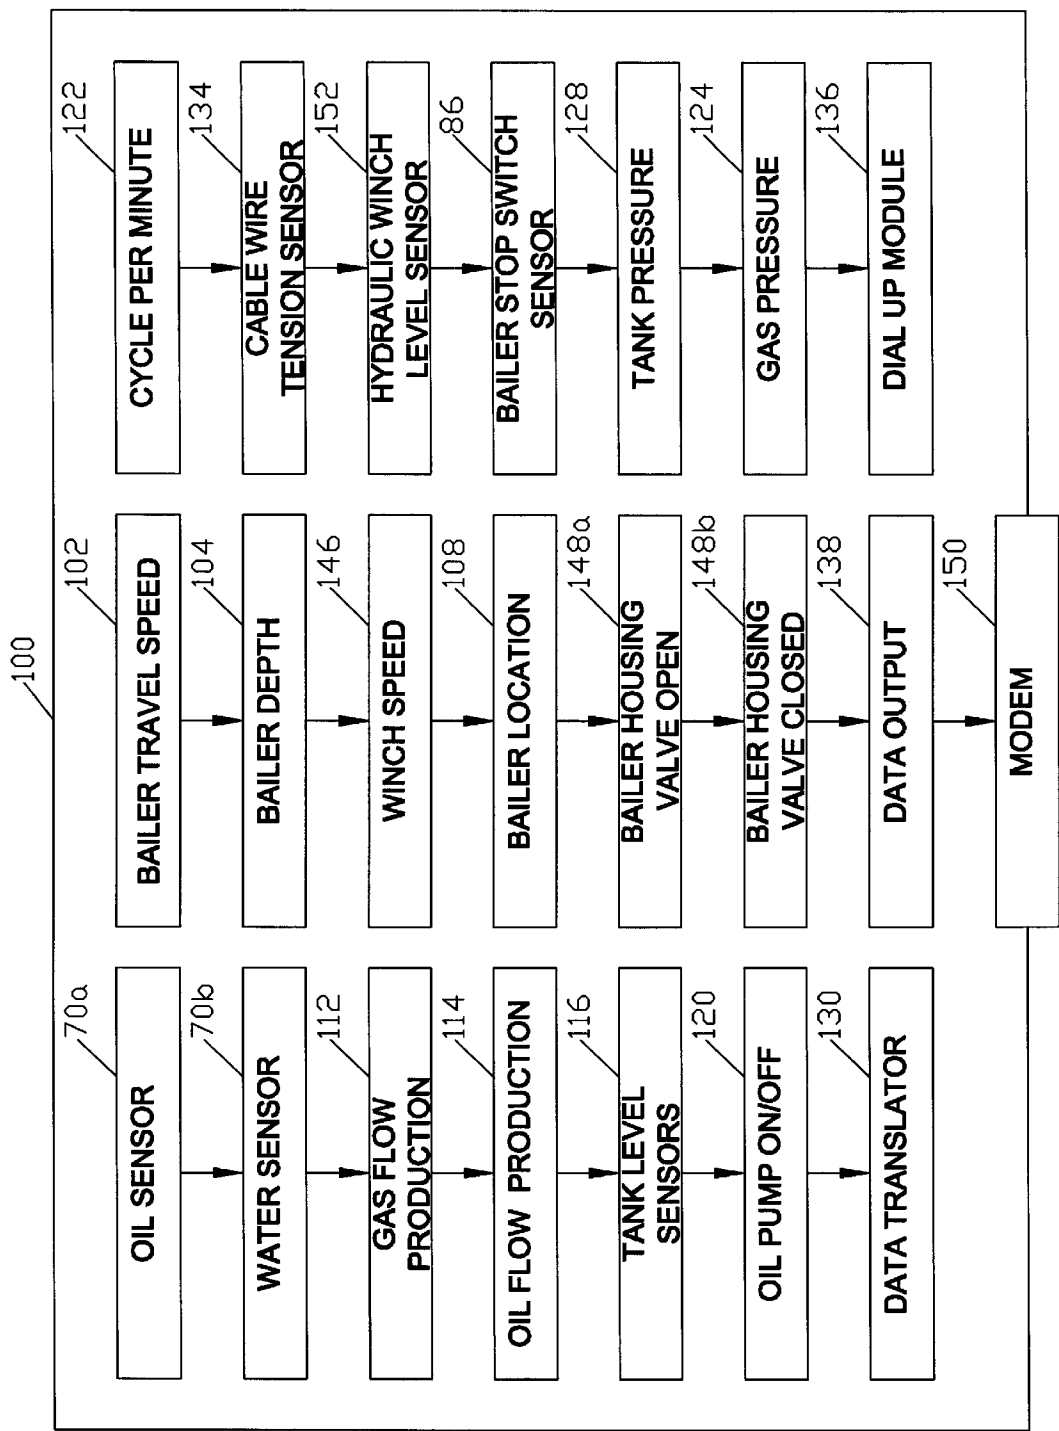 100
70a
OIL SENSOR
70b
WATER SENSOR
112
GAS FLOW
PRODUCTION
114
OIL FLOW PRODUCTION
116
TANK LEVEL
SENSORS
120
OIL PUMP ON/OFF
130
DATA TRANSLATOR
102
BAILER TRAVEL SPEED
104
BAILER DEPTH
146
WINCH SPEED
108
BAILER LOCATION
148a
BAILER HOUSING
VALVE OPEN
148b
BAILER HOUSING
VALVE CLOSED
138
DATA OUTPUT
150
MODEM
122
CYCLE PER MINUTE
134
CABLE WIRE
TENSION SENSOR
152
HYDRAULIC WINCH
LEVEL SENSOR
86
BAILER STOP SWITCH
SENSOR
128
TANK PRESSURE
124
GAS PRESSURE
136
DIAL UP MODULE